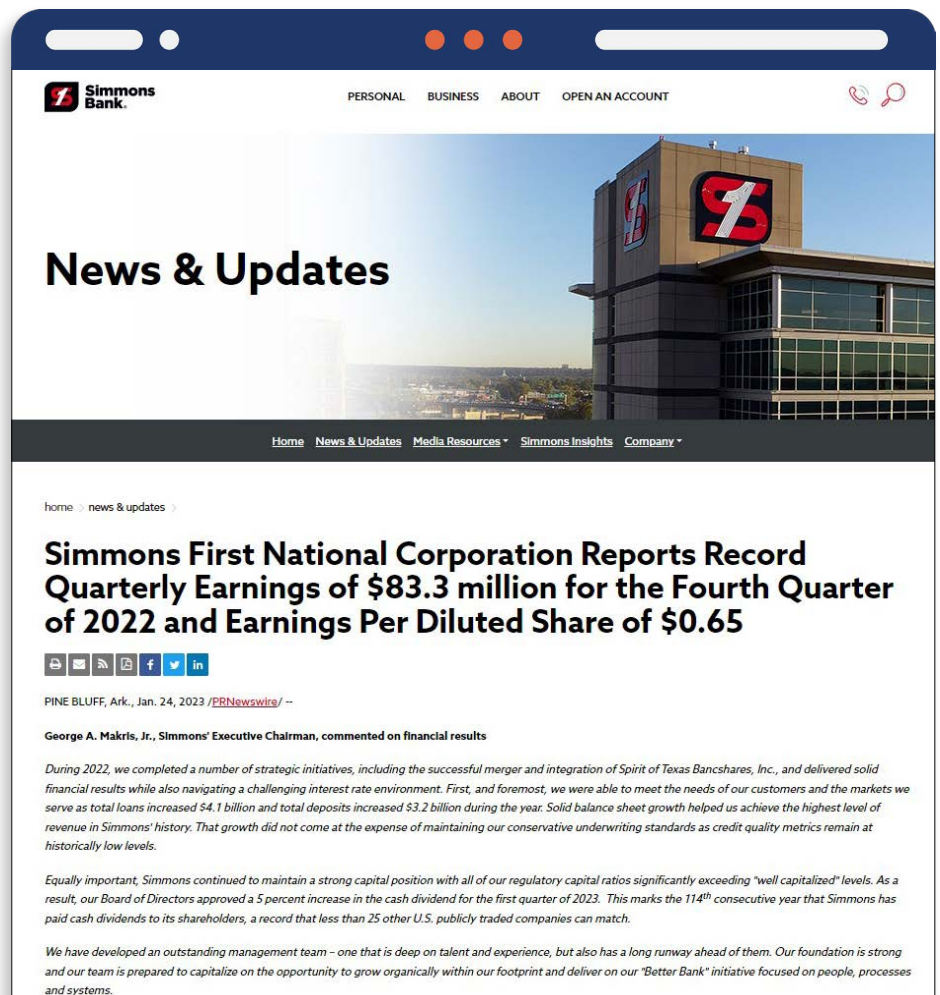 Simmons
Bank.
PERSONAL BUSINESS ABOUT OPEN AN ACCOUNT
News & Updates
Home News & Updates Media Resources Simmons Insights Company
home > news & updates >
Simmons First National Corporation Reports Record
Quarterly Earnings of $83.3 million for the Fourth Quarter
of 2022 and Earnings Per Diluted Share of $0.65
PINE BLUFF, Ark., Jan. 24, 2023 /PRNewswire/ --
George A. Makris, Jr., Simmons' Executive Chairman, commented on financial results
During 2022, we completed a number of strategic initiatives, including the successful merger and integration of Spirit of Texas Bancshares, Inc., and delivered solid
financial results while also navigating a challenging interest rate environment. First, and foremost, we were able to meet the needs of our customers and the markets we
serve as total loans increased $4.1 billion and total deposits increased $3.2 billion during the year. Solid balance sheet growth helped us achieve the highest level of
revenue in Simmons' history. That growth did not come at the expense of maintaining our conservative underwriting standards as credit quality metrics remain at
historically low levels.
Equally important, Simmons continued to maintain a strong capital position with all of our regulatory capital ratios significantly exceeding "well capitalized" levels. As a
result, our Board of Directors approved a 5 percent increase in the cash dividend for the first quarter of 2023. This marks the 114th consecutive year that Simmons has
paid cash dividends to its shareholders, a record that less than 25 other U.S. publicly traded companies can match.
We have developed an outstanding management team – one that is deep on talent and experience, but also has a long runway ahead of them. Our foundation is strong
and our team is prepared to capitalize on the opportunity to grow organically within our footprint and deliver on our "Better Bank" initiative focused on people, processes
and systems.